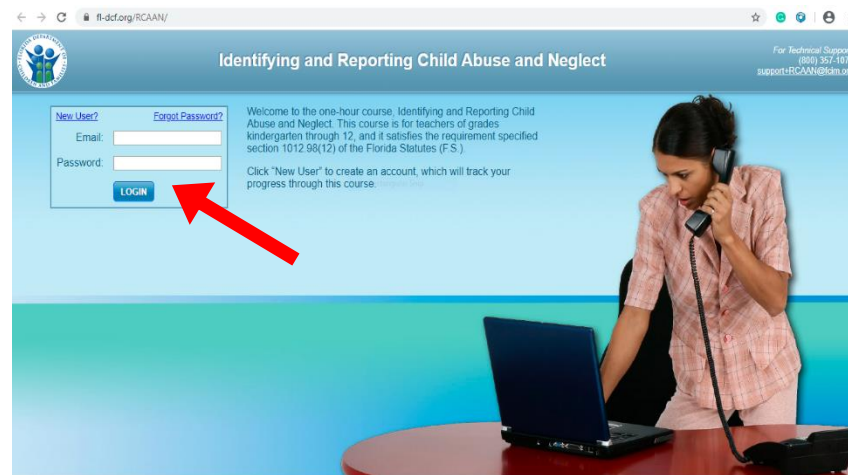 fl-dcf.org/RCAAN/
Identifying and Reporting Child Abuse and Neglect
For Technical Suppor
(800) 357-107
support+RCAAN@fcim.o
New User? Forgot Password?
Email:
Password:
LOGIN
Welcome to the one-hour course, Identifying and Reporting Child
Abuse and Neglect. This course is for teachers of grades
kindergarten through 12, and it satisfies the requirement specified
section 1012.98(12) of the Florida Statutes (F.S.).
Click "New User" to create an account, which will track your
progress through this course.